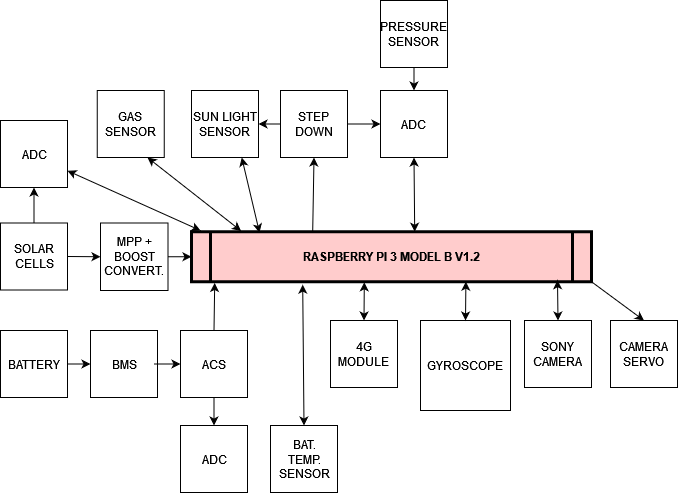 PRESSURE
SENSOR
GAS
SENSOR
SUN LIGHT
SENSOR
STEP
DOWN
ADC
ADC
SOLAR
CELLS
MPP +
BOOST
CONVERT.
RASPBERRY PI 3 MODEL B V1.2
BATTERY
BMS
ACS
4G
MODULE
GYROSCOPE
SONY
CAMERA
CAMERA
SERVO
ADC
BAT.
TEMP.
SENSOR